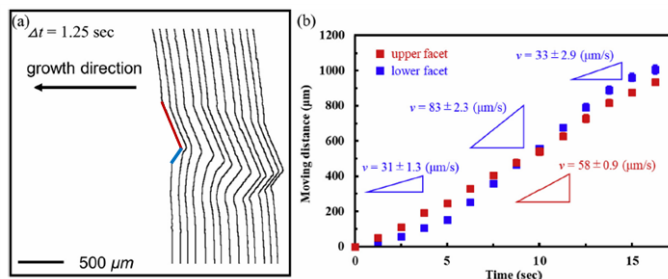 (a)
Δt = 1.25 sec
growth direction
500 μm
(b)
1200
1000
800
600
400
200
0
Moving distance (μm)
upper facet
lower facet
v = 33 ± 2.9 (μm/s)
v = 83 ± 2.3 (μm/s)
v = 31 ± 1.3 (μm/s)
v = 58 ± 0.9 (μm/s)
0
5
10
15
Time (sec)